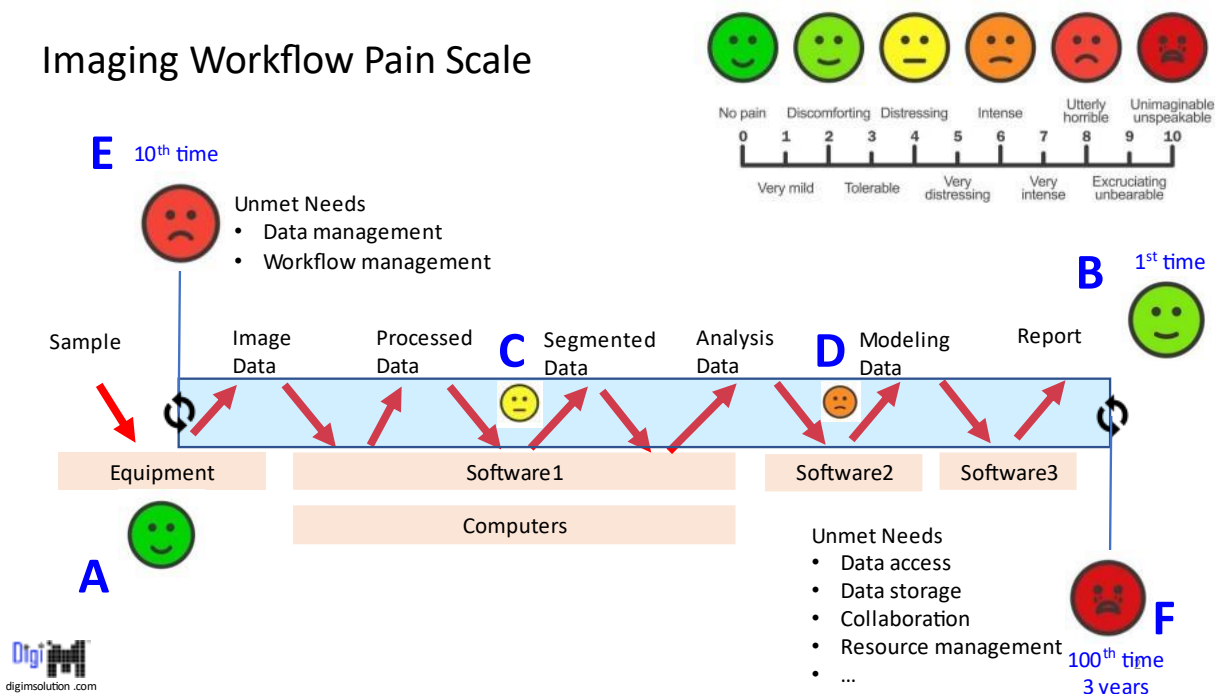 Imaging Workflow Pain Scale
No pain
Discomforting
Distressing
Intense
Utterly
horrible
Unimaginable
unspeakable
0 1 2 3 4 5 6 7 8 9 10
Very mild
Tolerable
Very
distressing
Very
intense
Excruciating
unbearable
E
10th time
Unmet Needs
• Data management
• Workflow management
B
1st time
Sample
Image
Data
Processed
Data
C
Segmented
Data
Analysis
Data
D
Modeling
Data
Report
Equipment
Software1
Software2
Software3
Computers
A
Unmet Needs
• Data access
• Data storage
• Collaboration
• Resource management
• ...
F
100th time
2
3 years
Digi M
digimsolution .com